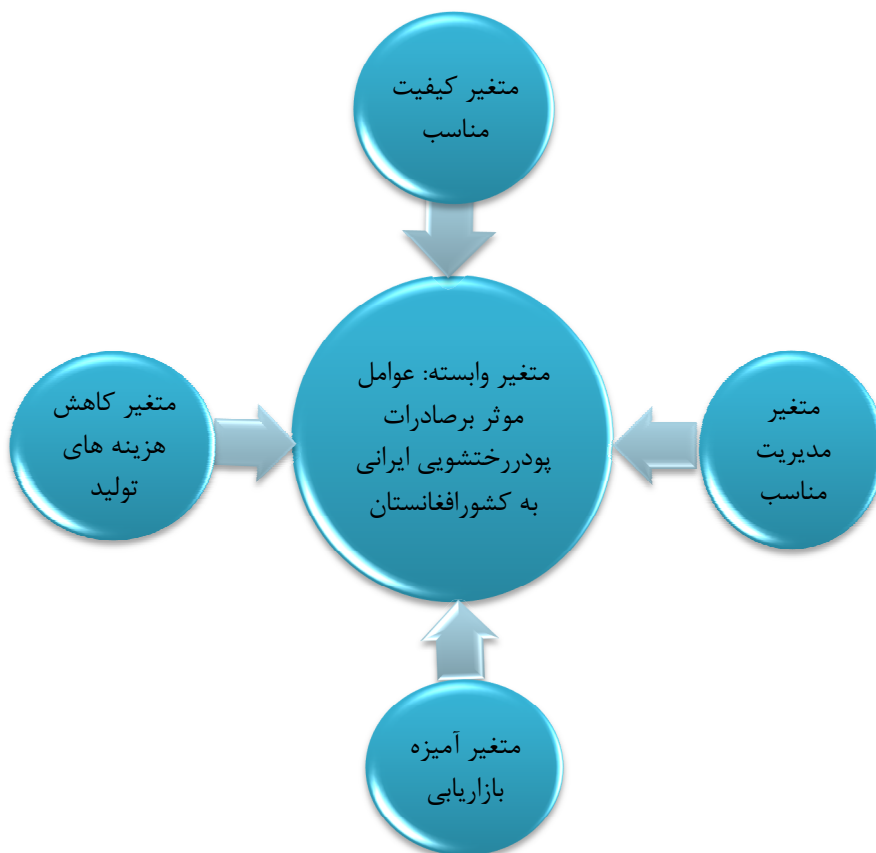 متغیر کیفیت
مناسب
متغیر وابسته: عوامل
موثر برصادرات
پودررختشویی ایرانی
به کشورافغانستان
متغیر
مدیریت
مناسب
متغیر کاهش
هزینه های
تولید
متغیر آمیزه
بازاریابی